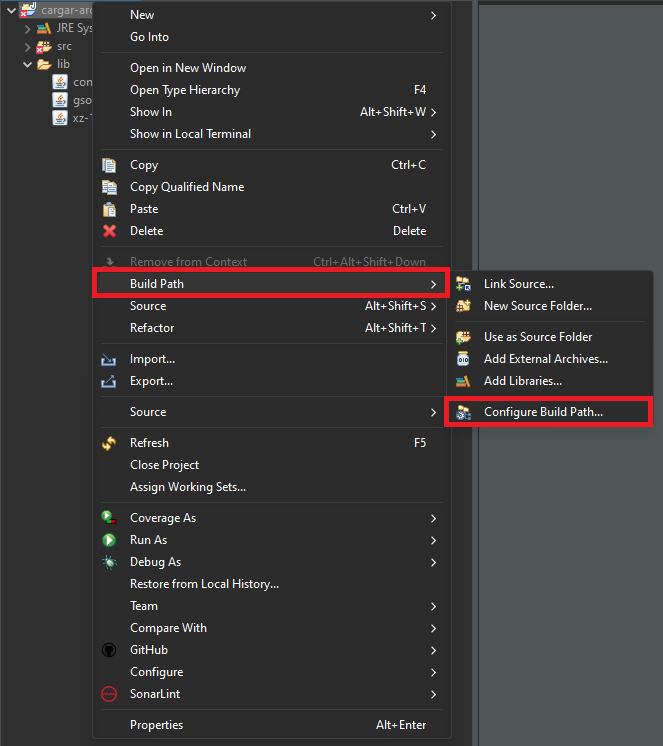 cargar-arc
JRE Sys
src
lib
con
gso
xz-1
New
Go Into
Open in New Window
Open Type Hierarchy F4
Show In Alt+Shift+W
Show in Local Terminal
Copy Ctrl+C
Copy Qualified Name
Paste Ctrl+V
Delete Delete
Remove from Context Ctrl+Alt+Shift+Down
Build Path
Source Alt+Shift+S
Refactor Alt+Shift+T
Import...
Export...
Source
Refresh F5
Close Project
Assign Working Sets...
Coverage As
Run As
Debug As
Restore from Local History...
Team
Compare With
GitHub
Configure
SonarLint
Properties Alt+Enter
Link Source...
New Source Folder...
Use as Source Folder
Add External Archives...
Add Libraries...
Configure Build Path...